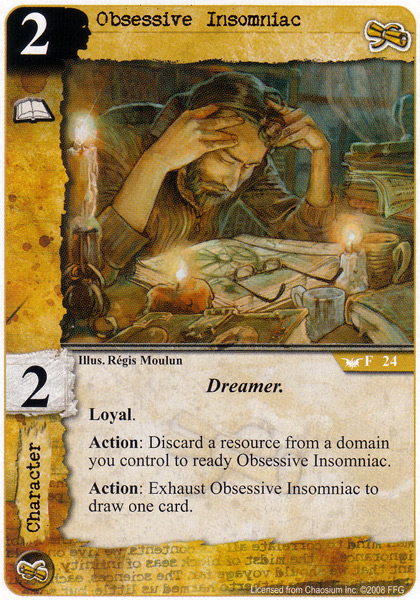 2
Obsessive Insomniac
Illus. Régis Moulun
F 24
2
Dreamer.
Loyal.
Action: Discard a resource from a domain
you control to ready Obsessive Insomniac.
Action: Exhaust Obsessive Insomniac to
draw one card.
Character
Licensed from Chaosium Inc. ©2008 FFG